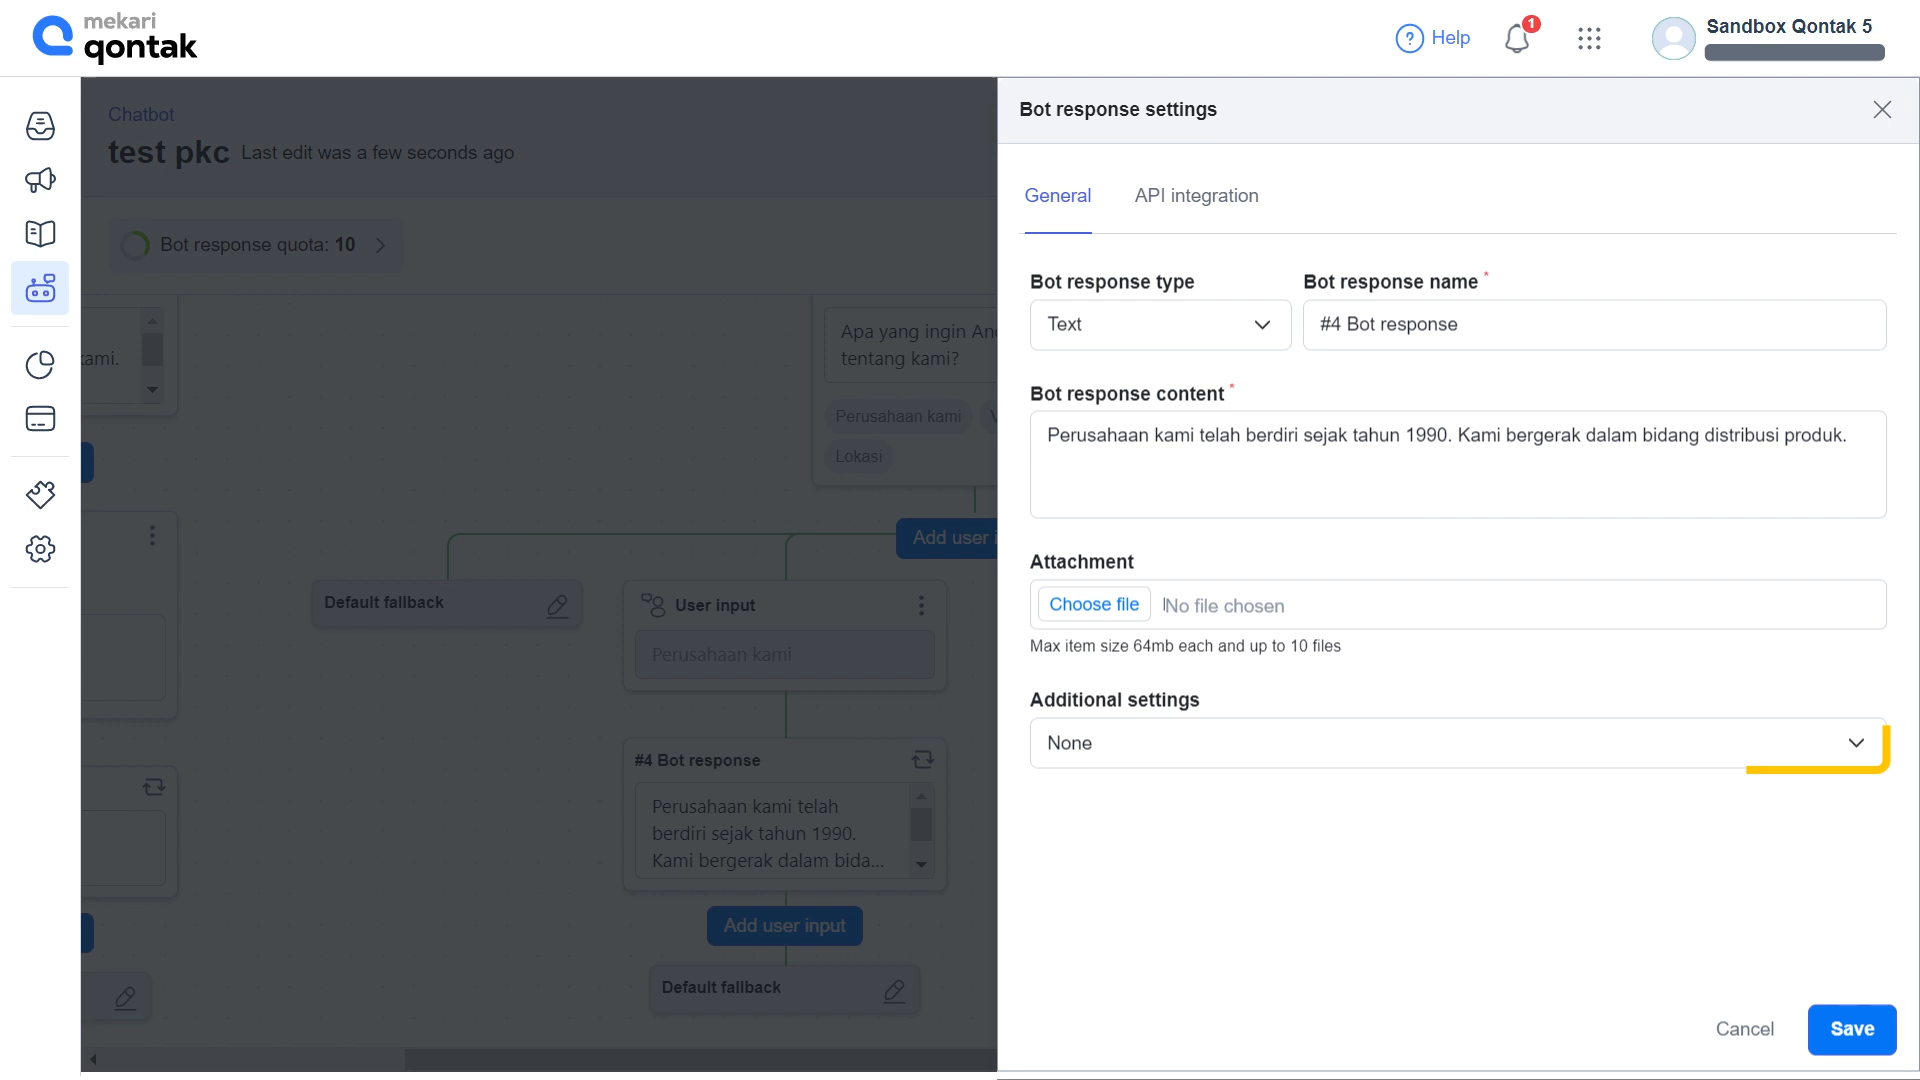 mekari
qontak
Help
1
Sandbox Qontak 5
Chatbot
test pkc Last edit was a few seconds ago
Bot response quota: 10
kami.
Apa yang ingin An
tentang kami?
Perusahaan kami
V
Lokasi
Add user i
Default fallback
User input
Perusahaan kami
#4 Bot response
Perusahaan kami telah
berdiri sejak tahun 1990.
Kami bergerak dalam bida...
Add user input
Default fallback
Bot response settings
General API integration
Bot response type
Text
Bot response name *
#4 Bot response
Bot response content *
Perusahaan kami telah berdiri sejak tahun 1990. Kami bergerak dalam bidang distribusi produk.
Attachment
Choose file No file chosen
Max item size 64mb each and up to 10 files
Additional settings
None
Cancel Save